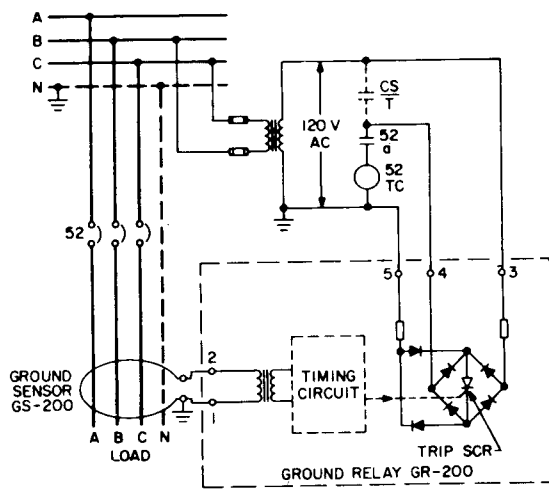 A
B
C
N
120 V
AC
CS
T
52
a
52
TC
52
5
4
3
2
1
GROUND
SENSOR
GS-200
TIMING
CIRCUIT
A B C N
LOAD
TRIP SCR
GROUND RELAY GR-200